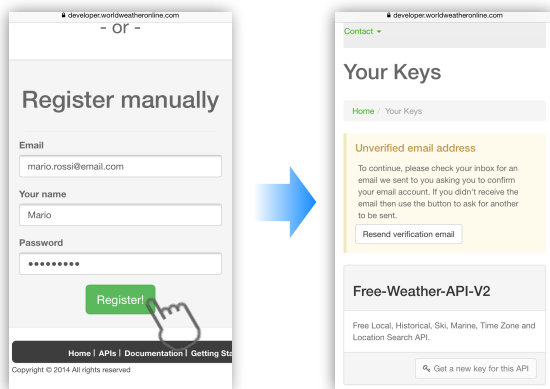 developer.worldweatheronline.com
- or -
Register manually
Email
mario.rossi@email.com
Your name
Mario
Password
Register!
Home | APIs | Documentation | Getting Sta
Copyright © 2014 All rights reserved
developer.worldweatheronline.com
Contact
Your Keys
Home / Your Keys
Unverified email address
To continue, please check your inbox for an
email we sent to you asking you to confirm
your email account. If you didn't receive the
email then use the button to ask for another
to be sent.
Resend verification email
Free-Weather-API-V2
Free Local, Historical, Ski, Marine, Time Zone and
Location Search API.
Get a new key for this API